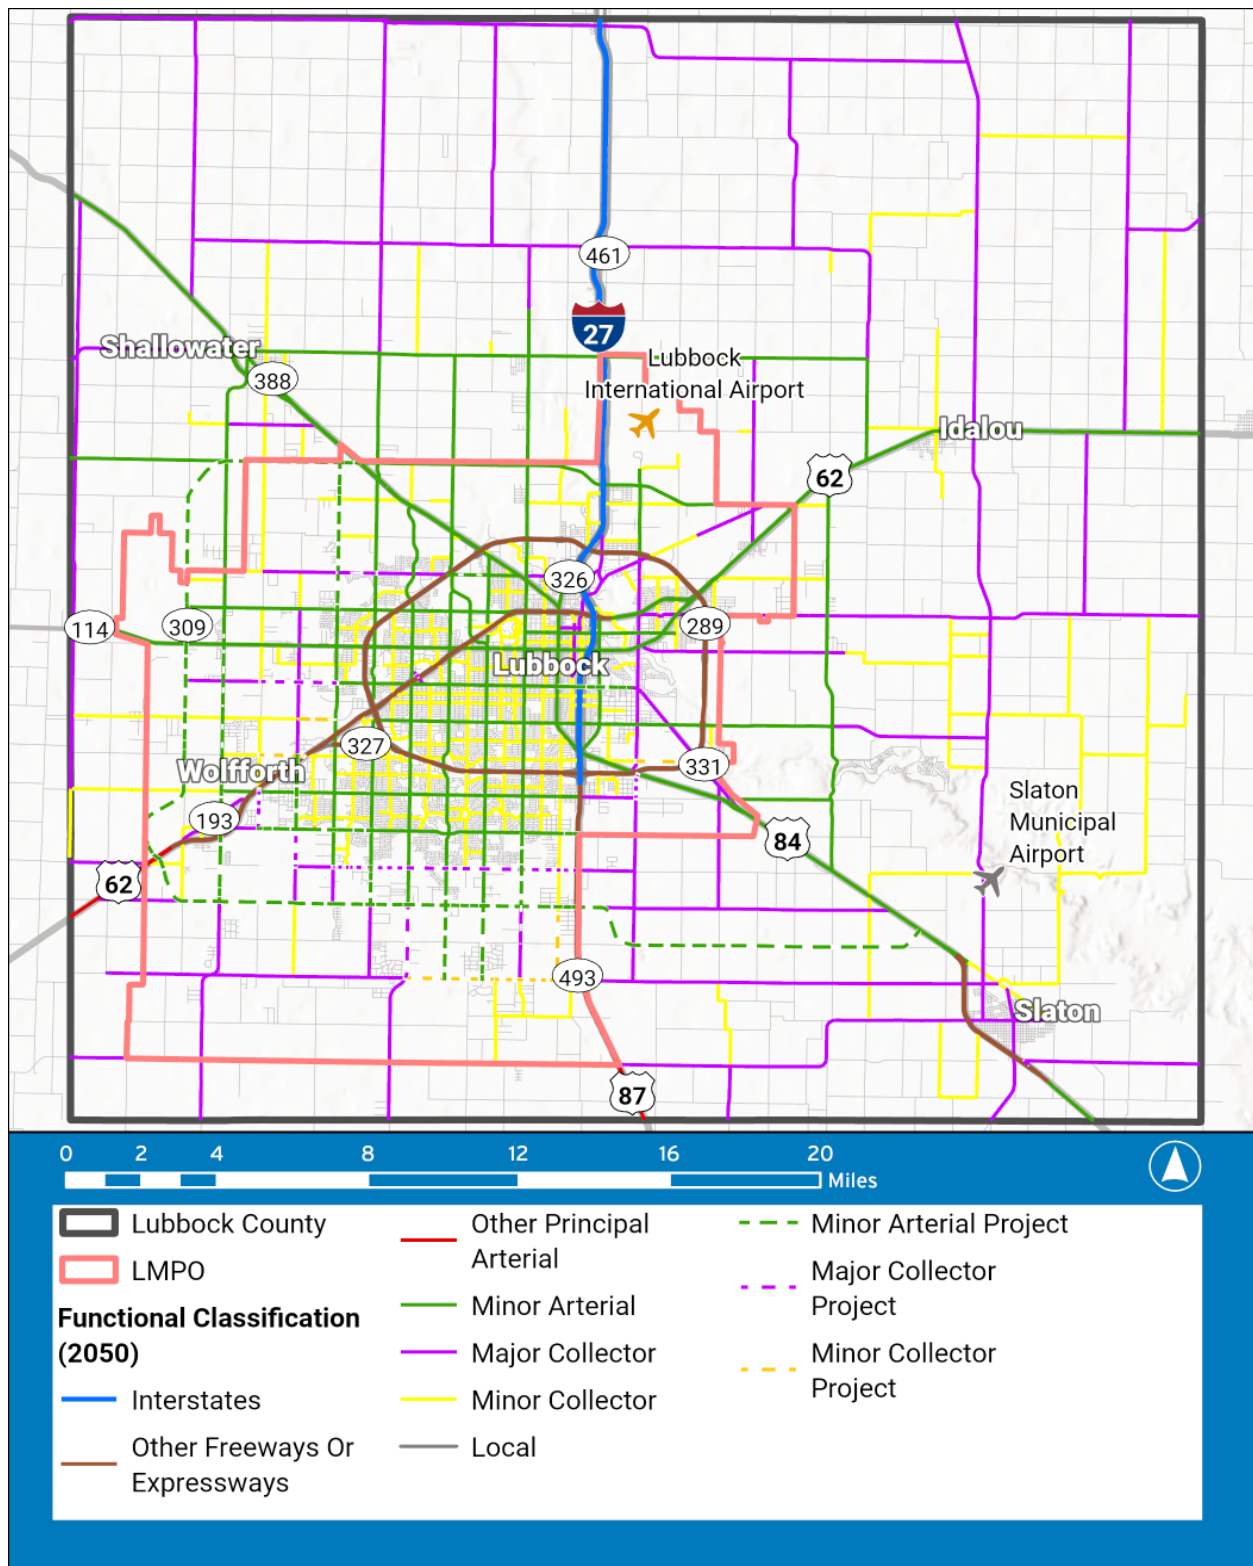 461
27
Shallowater
388
Lubbock
International Airport
Idalou
62
326
114
309
289
Lubbock
327
Wolfforth
331
193
Slaton
Municipal
Airport
84
62
493
Slaton
87
0 2 4 8 12 16 20
Miles
Lubbock County
LMPO
Functional Classification
(2050)
Interstates
Other Freeways Or
Expressways
Other Principal
Arterial
Minor Arterial
Major Collector
Minor Collector
Local
Minor Arterial Project
Major Collector
Project
Minor Collector
Project